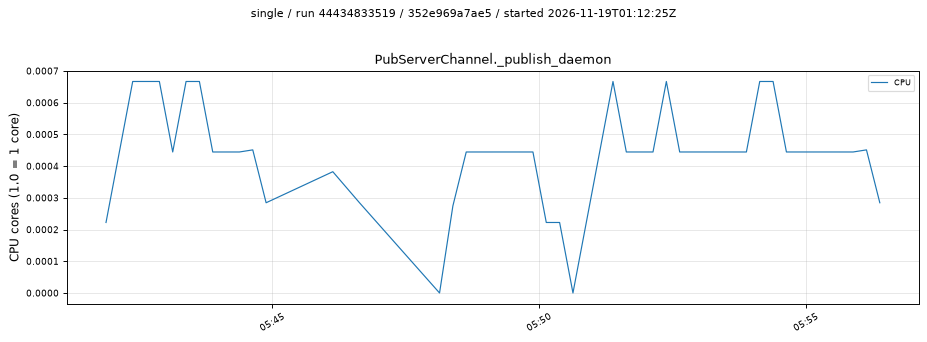 single / run 44434833519 / 352e969a7ae5 / started 2026-11-19T01:12:25Z
PubServerChannel._publish_daemon
CPU
CPU cores (1.0 = 1 core)
0.0007
0.0006
0.0005
0.0004
0.0003
0.0002
0.0001
0.0000
05:45
05:50
05:55